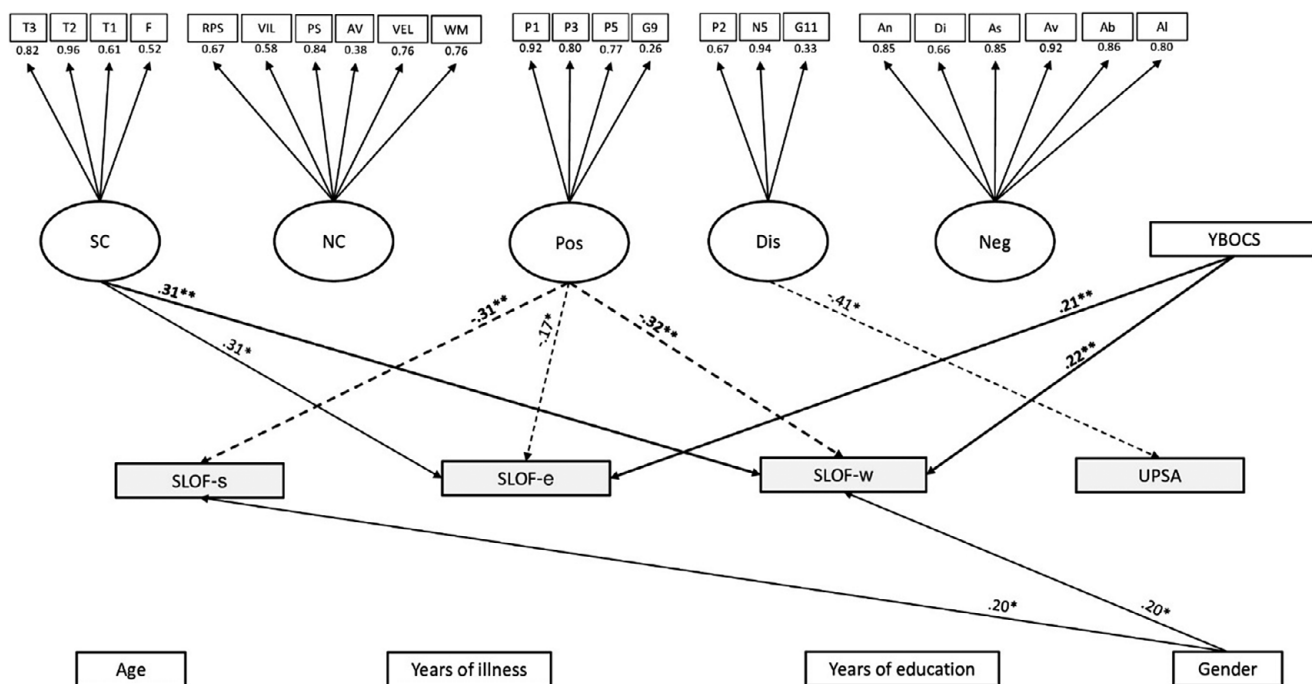 T3 T2 T1 F RPS VIL PS AV VEL WM P1 P3 P5 G9 P2 N5 G11 An Di As Av Ab Al
0.82 0.96 0.61 0.52 0.67 0.58 0.84 0.38 0.76 0.76 0.92 0.80 0.77 0.26 0.67 0.94 0.33 0.85 0.66 0.85 0.92 0.86 0.80
SC NC Pos Dis Neg YBOCS
.31** -.31** -.17* -.32** -.41* .21**
.31* .22**
SLOF-s SLOF-e SLOF-w UPSA
.20* .20*
Age Years of illness Years of education Gender